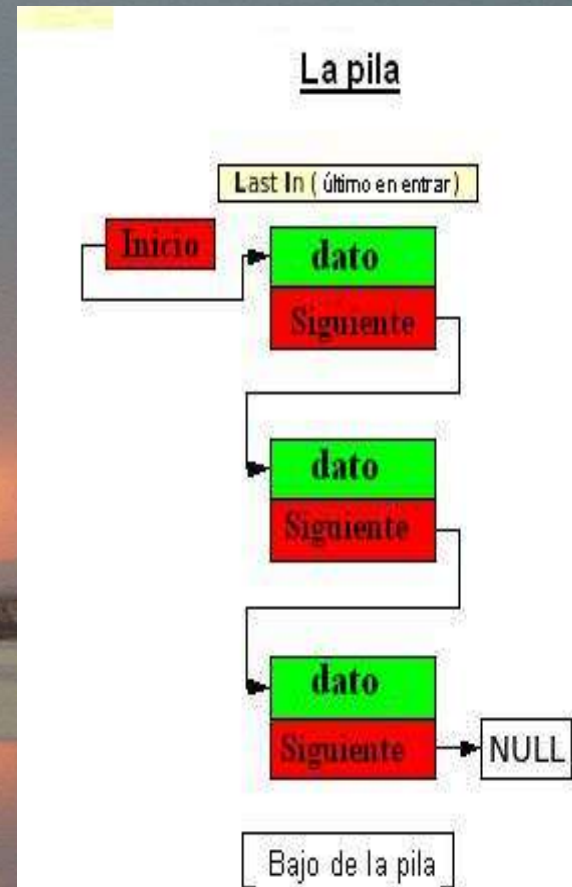 La pila
Last In ( último en entrar )
Inicio
dato
Siguiente
dato
Siguiente
dato
Siguiente
NULL
Bajo de la pila